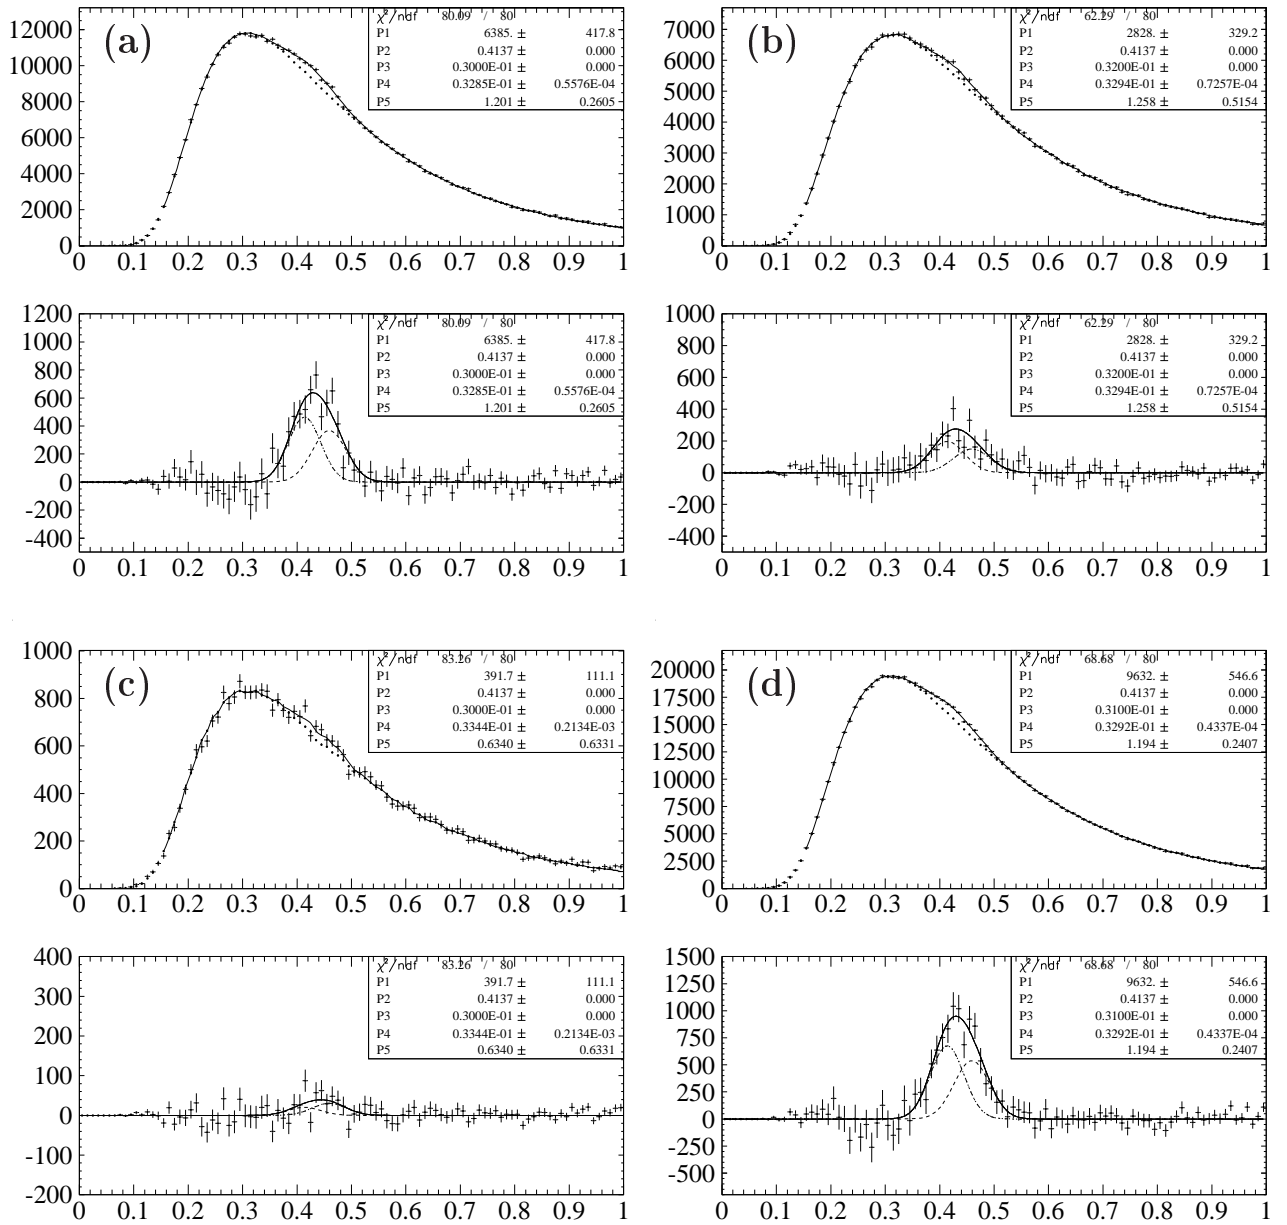 (a)
χ²/ndf 80.09 / 80
P1 6385. ± 417.8
P2 0.4137 ± 0.000
P3 0.3000E-01 ± 0.000
P4 0.3285E-01 ± 0.5576E-04
P5 1.201 ± 0.2605
12000
10000
8000
6000
4000
2000
0
0 0.1 0.2 0.3 0.4 0.5 0.6 0.7 0.8 0.9 1
(b)
χ²/ndf 62.29 / 80
P1 2828. ± 329.2
P2 0.4137 ± 0.000
P3 0.3200E-01 ± 0.000
P4 0.3294E-01 ± 0.7257E-04
P5 1.258 ± 0.5154
7000
6000
5000
4000
3000
2000
1000
0
0 0.1 0.2 0.3 0.4 0.5 0.6 0.7 0.8 0.9 1
χ²/ndf 80.09 / 80
P1 6385. ± 417.8
P2 0.4137 ± 0.000
P3 0.3000E-01 ± 0.000
P4 0.3285E-01 ± 0.5576E-04
P5 1.201 ± 0.2605
1200
1000
800
600
400
200
0
-200
-400
0 0.1 0.2 0.3 0.4 0.5 0.6 0.7 0.8 0.9 1
χ²/ndf 62.29 / 80
P1 2828. ± 329.2
P2 0.4137 ± 0.000
P3 0.3200E-01 ± 0.000
P4 0.3294E-01 ± 0.7257E-04
P5 1.258 ± 0.5154
1000
800
600
400
200
0
-200
-400
0 0.1 0.2 0.3 0.4 0.5 0.6 0.7 0.8 0.9 1
(c)
χ²/ndf 83.26 / 80
P1 391.7 ± 111.1
P2 0.4137 ± 0.000
P3 0.3000E-01 ± 0.000
P4 0.3344E-01 ± 0.2134E-03
P5 0.6340 ± 0.6331
1000
800
600
400
200
0
0 0.1 0.2 0.3 0.4 0.5 0.6 0.7 0.8 0.9 1
(d)
χ²/ndf 68.68 / 80
P1 9632. ± 546.6
P2 0.4137 ± 0.000
P3 0.3100E-01 ± 0.000
P4 0.3292E-01 ± 0.4337E-04
P5 1.194 ± 0.2407
20000
17500
15000
12500
10000
7500
5000
2500
0
0 0.1 0.2 0.3 0.4 0.5 0.6 0.7 0.8 0.9 1
χ²/ndf 83.26 / 80
P1 391.7 ± 111.1
P2 0.4137 ± 0.000
P3 0.3000E-01 ± 0.000
P4 0.3344E-01 ± 0.2134E-03
P5 0.6340 ± 0.6331
400
300
200
100
0
-100
-200
0 0.1 0.2 0.3 0.4 0.5 0.6 0.7 0.8 0.9 1
χ²/ndf 68.68 / 80
P1 9632. ± 546.6
P2 0.4137 ± 0.000
P3 0.3100E-01 ± 0.000
P4 0.3292E-01 ± 0.4337E-04
P5 1.194 ± 0.2407
1500
1250
1000
750
500
250
0
-250
-500
0 0.1 0.2 0.3 0.4 0.5 0.6 0.7 0.8 0.9 1